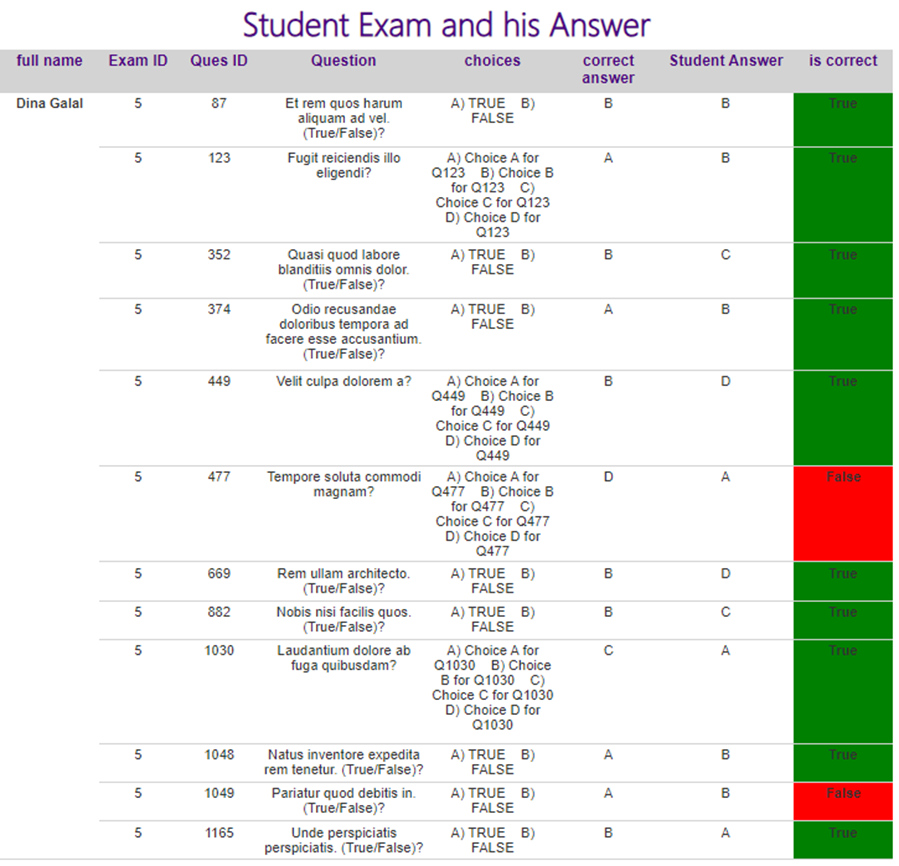 Student Exam and his Answer
full name Exam ID Ques ID Question choices correct answer Student Answer is correct
Dina Galal 5 87 Et rem quos harum aliquam ad vel. (True/False)? A) TRUE B) FALSE B B True
5 123 Fugit reiciendis illo eligendi? A) Choice A for Q123 B) Choice B for Q123 C) Choice C for Q123 D) Choice D for Q123 A B True
5 352 Quasi quod labore blanditiis omnis dolor. (True/False)? A) TRUE B) FALSE B C True
5 374 Odio recusandae doloribus tempora ad facere esse accusantium. (True/False)? A) TRUE B) FALSE A B True
5 449 Velit culpa dolorem a? A) Choice A for Q449 B) Choice B for Q449 C) Choice C for Q449 D) Choice D for Q449 B D True
5 477 Tempore soluta commodi magnam? A) Choice A for Q477 B) Choice B for Q477 C) Choice C for Q477 D) Choice D for Q477 D A False
5 669 Rem ullam architecto. (True/False)? A) TRUE B) FALSE B D True
5 882 Nobis nisi facilis quos. (True/False)? A) TRUE B) FALSE B C True
5 1030 Laudantium dolore ab fuga quibusdam? A) Choice A for Q1030 B) Choice B for Q1030 C) Choice C for Q1030 D) Choice D for Q1030 C A True
5 1048 Natus inventore expedita rem tenetur. (True/False)? A) TRUE B) FALSE A B True
5 1049 Pariatur quod debitis in. (True/False)? A) TRUE B) FALSE A B False
5 1165 Unde perspiciatis perspiciatis. (True/False)? A) TRUE B) FALSE B A True